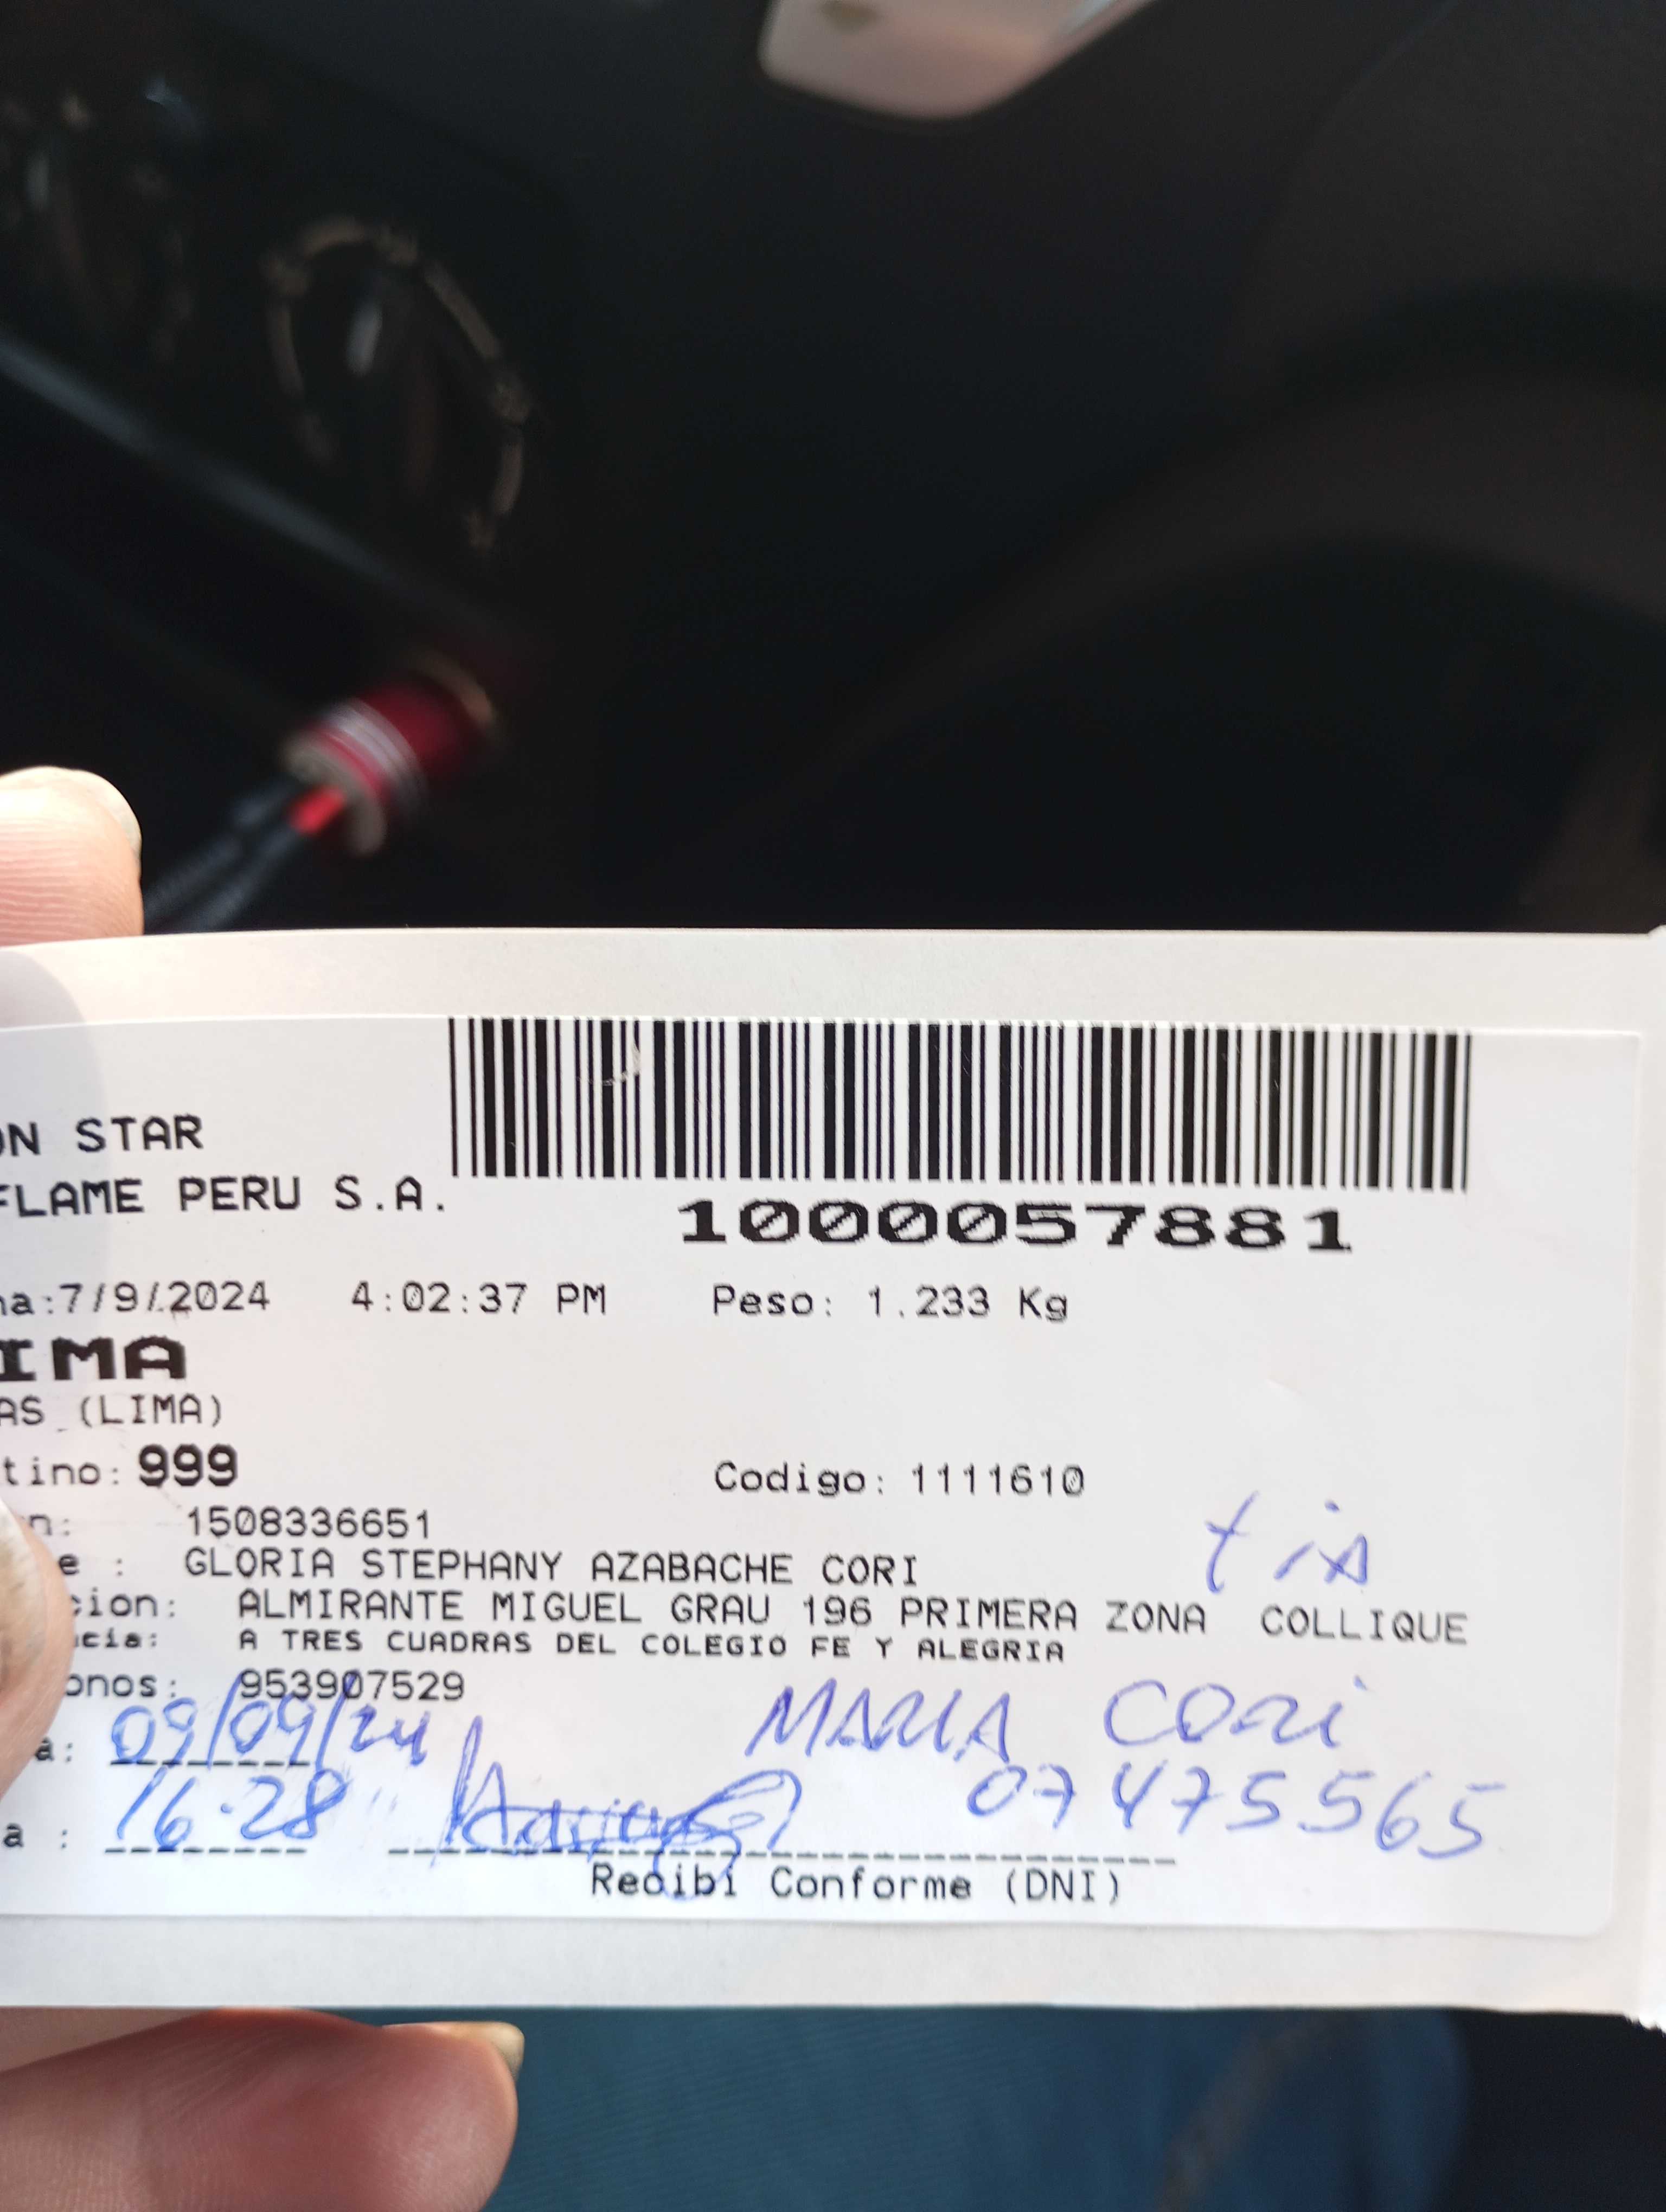 ON STAR
FLAME PERU S.A.
1000057881
ha:7/9/2024 4:02:37 PM Peso: 1.233 Kg
IMA
AS (LIMA)
tino: 999 Codigo: 1111610
n: 1508336651
e : GLORIA STEPHANY AZABACHE CORI
cion: ALMIRANTE MIGUEL GRAU 196 PRIMERA ZONA COLLIQUE
ncia: A TRES CUADRAS DEL COLEGIO FE Y ALEGRIA
onos: 953907529
tia
MARIA CORI
a: 09/09/24
07475565
a : 16:28
Recibi Conforme (DNI)